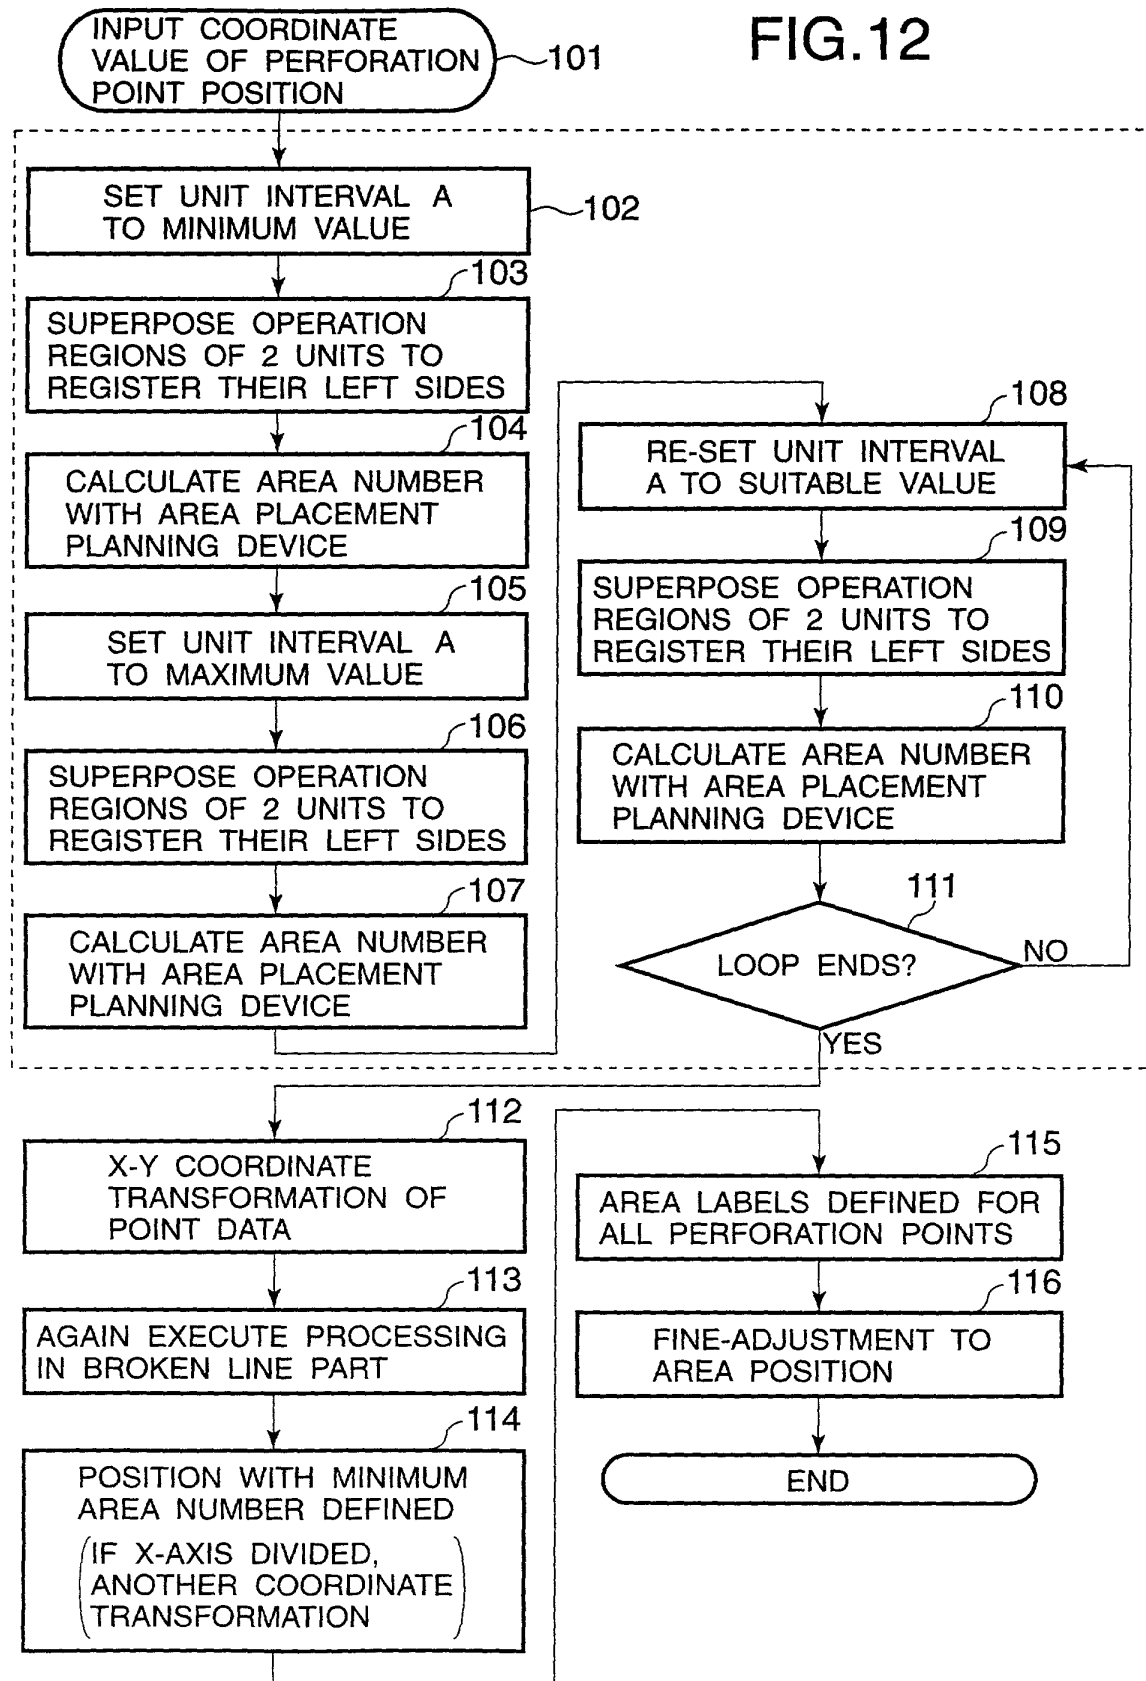 FIG.12
INPUT COORDINATE
VALUE OF PERFORATION
POINT POSITION
101
SET UNIT INTERVAL A
TO MINIMUM VALUE
102
103
SUPERPOSE OPERATION
REGIONS OF 2 UNITS TO
REGISTER THEIR LEFT SIDES
104
CALCULATE AREA NUMBER
WITH AREA PLACEMENT
PLANNING DEVICE
105
SET UNIT INTERVAL A
TO MAXIMUM VALUE
106
SUPERPOSE OPERATION
REGIONS OF 2 UNITS TO
REGISTER THEIR LEFT SIDES
107
CALCULATE AREA NUMBER
WITH AREA PLACEMENT
PLANNING DEVICE
108
RE-SET UNIT INTERVAL
A TO SUITABLE VALUE
109
SUPERPOSE OPERATION
REGIONS OF 2 UNITS TO
REGISTER THEIR LEFT SIDES
110
CALCULATE AREA NUMBER
WITH AREA PLACEMENT
PLANNING DEVICE
111
LOOP ENDS?
NO
YES
112
X-Y COORDINATE
TRANSFORMATION OF
POINT DATA
113
AGAIN EXECUTE PROCESSING
IN BROKEN LINE PART
114
POSITION WITH MINIMUM
AREA NUMBER DEFINED
(IF X-AXIS DIVIDED,
ANOTHER COORDINATE
TRANSFORMATION)
115
AREA LABELS DEFINED FOR
ALL PERFORATION POINTS
116
FINE-ADJUSTMENT TO
AREA POSITION
END